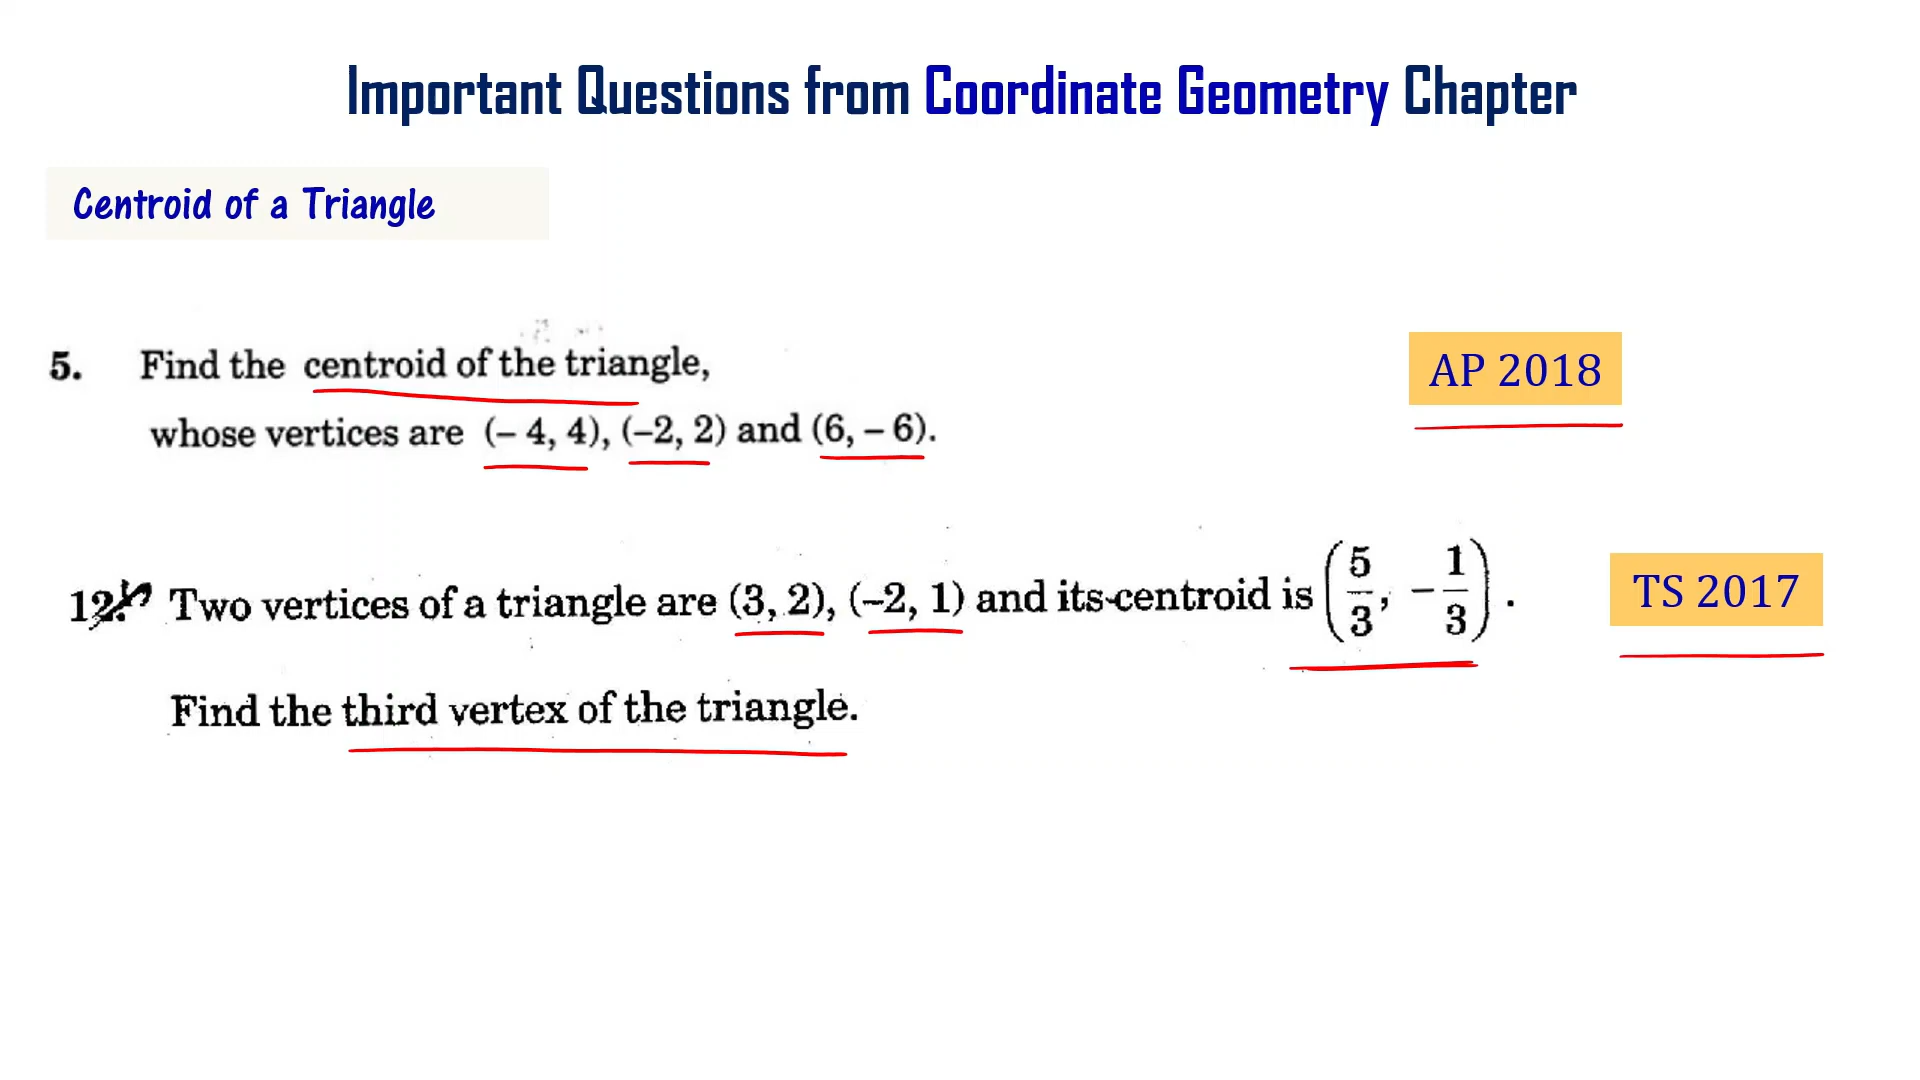 Important Questions from Coordinate Geometry Chapter
Centroid of a Triangle
5. Find the centroid of the triangle,
AP 2018
whose vertices are (– 4, 4), (–2, 2) and (6, – 6).
12. Two vertices of a triangle are (3, 2), (–2, 1) and its centroid is (5/3, –1/3).
TS 2017
Find the third vertex of the triangle.